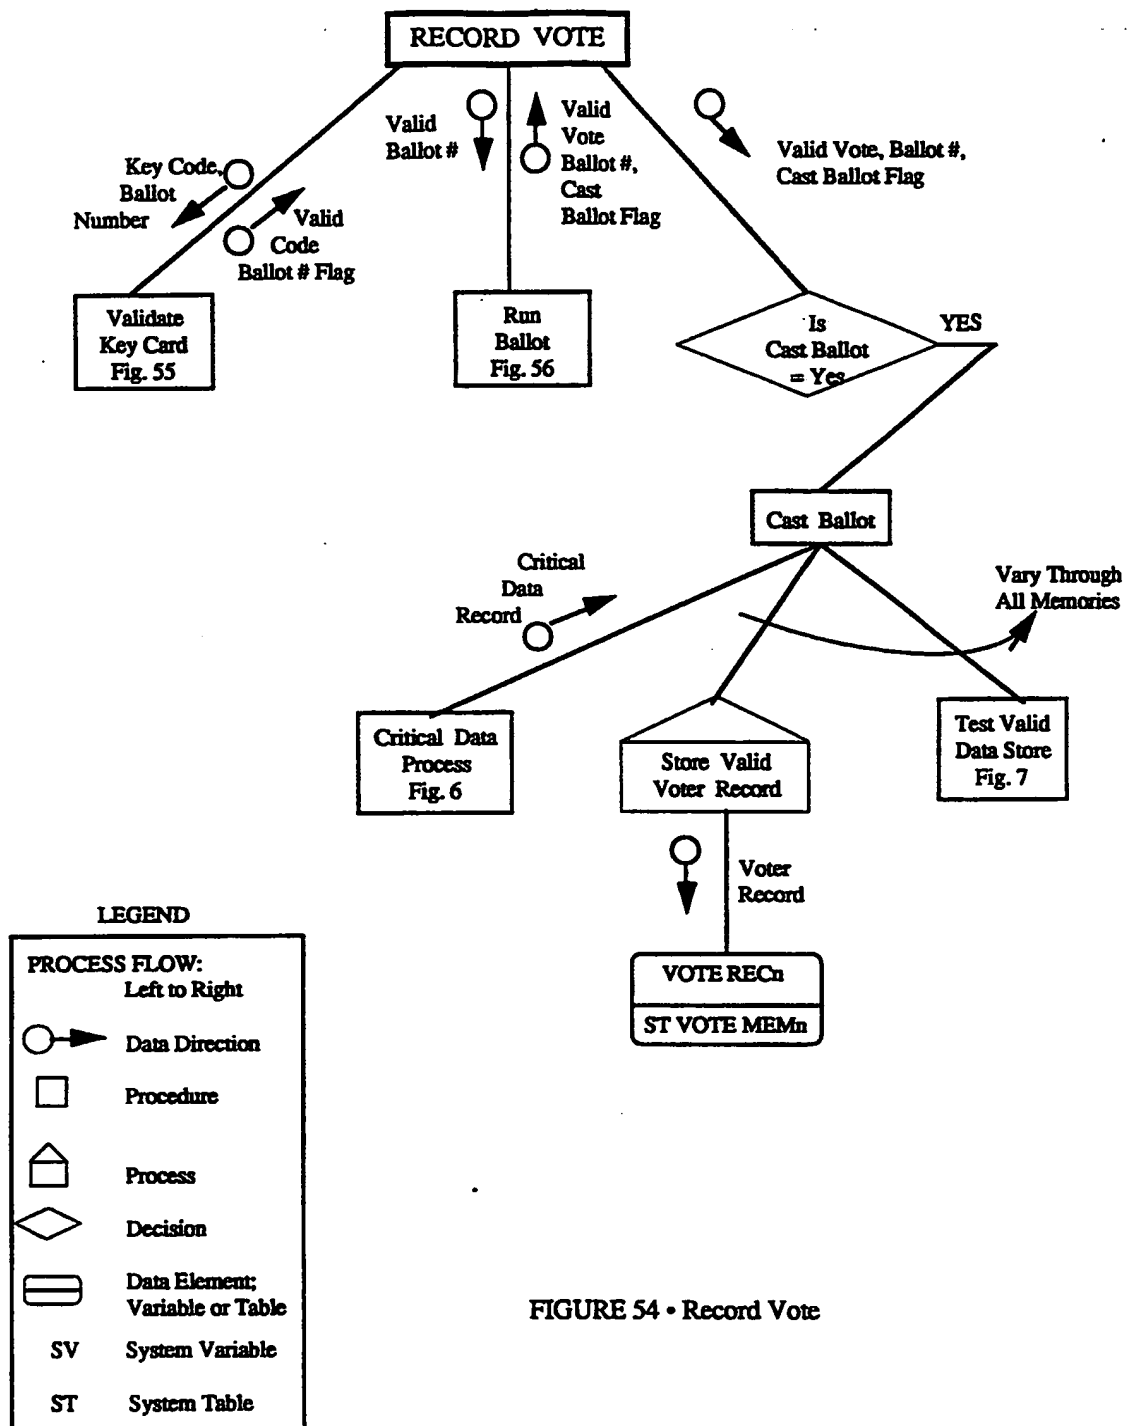 RECORD VOTE
Key Code,
Ballot
Number
Valid
Code
Ballot # Flag
Valid
Ballot #
Valid
Vote
Ballot #,
Cast
Ballot Flag
Valid Vote, Ballot #,
Cast Ballot Flag
Validate
Key Card
Fig. 55
Run
Ballot
Fig. 56
Is
Cast Ballot
= Yes
YES
Cast Ballot
Critical
Data
Record
Vary Through
All Memories
Critical Data
Process
Fig. 6
Store Valid
Voter Record
Test Valid
Data Store
Fig. 7
Voter
Record
VOTE RECn
ST VOTE MEMn
LEGEND
PROCESS FLOW:
Left to Right
Data Direction
Procedure
Process
Decision
Data Element;
Variable or Table
SV System Variable
ST System Table
FIGURE 54 • Record Vote